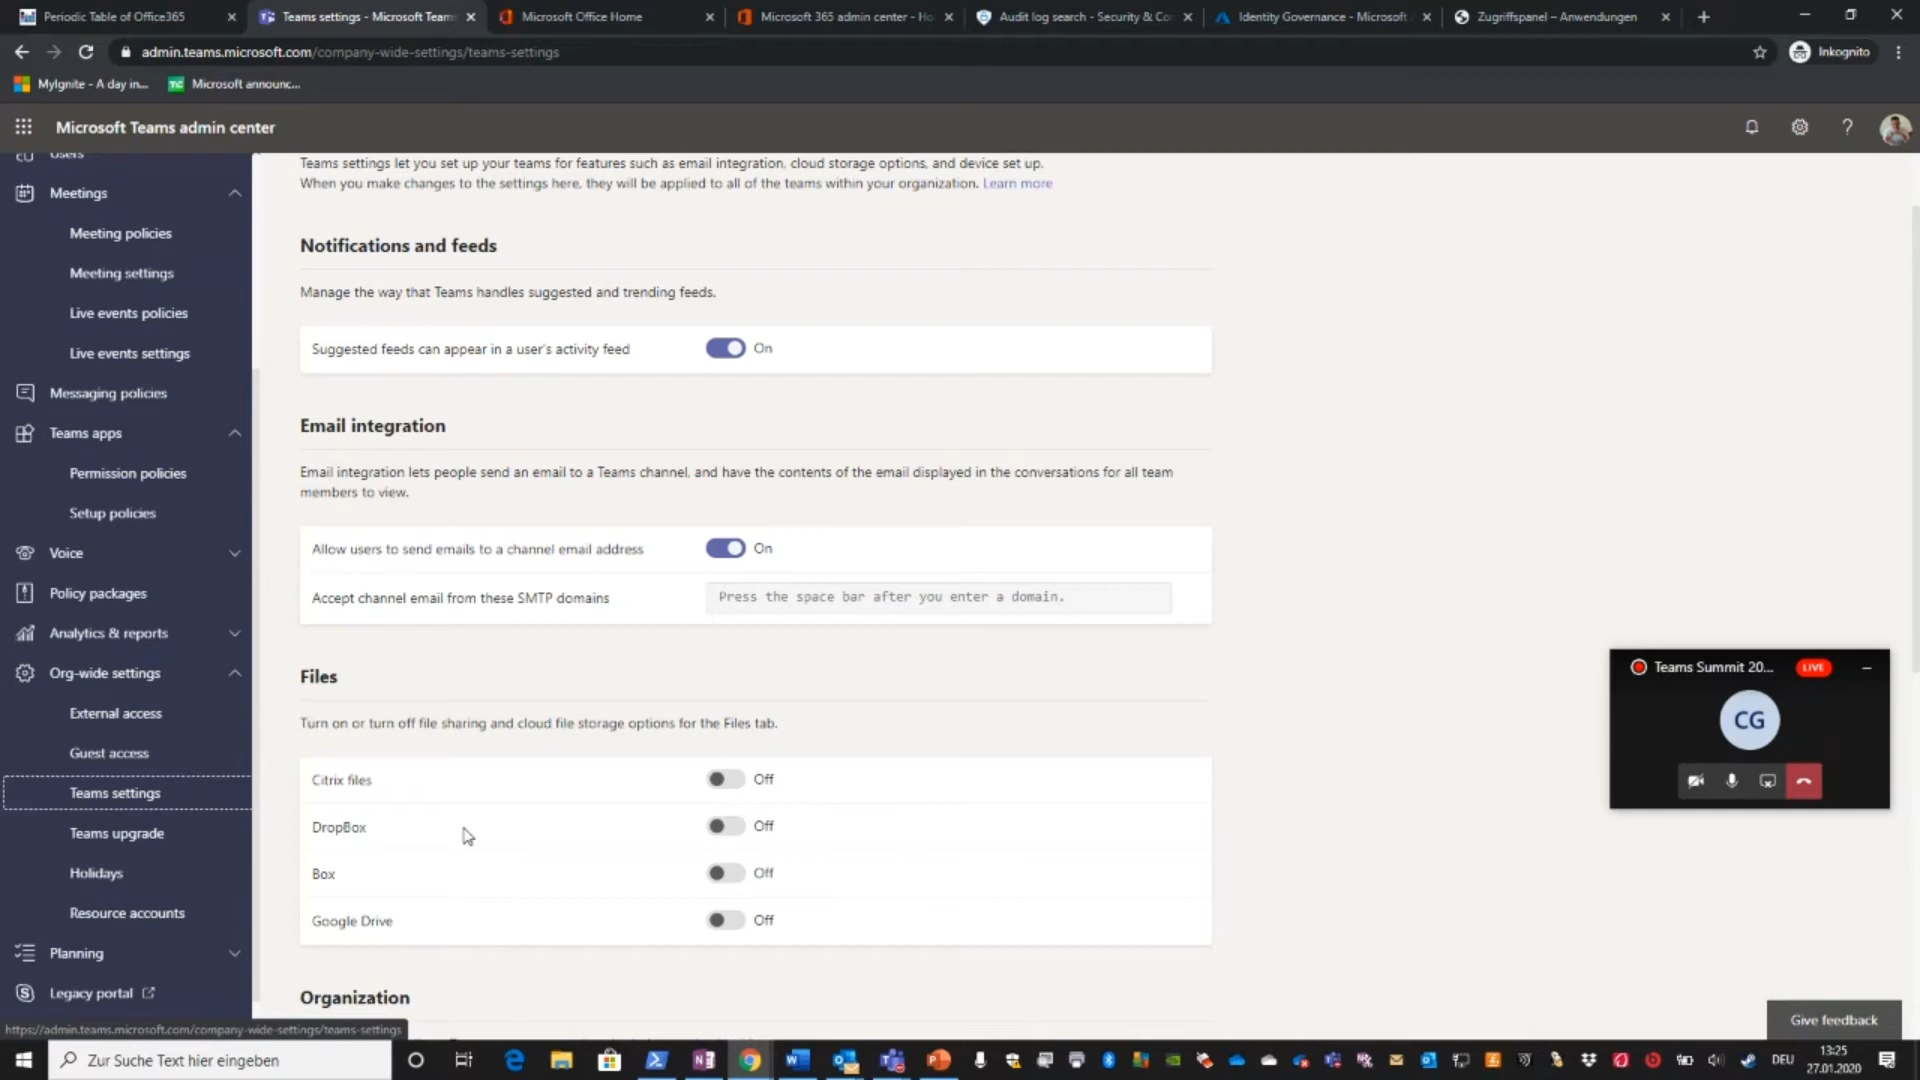 Periodic Table of Office365
Teams settings - Microsoft Team
Microsoft Office Home
Microsoft 365 admin center - Ho
Audit log search - Security & Co
Identity Governance - Microsoft
Zugriffspanel – Anwendungen
admin.teams.microsoft.com/company-wide-settings/teams-settings
Inkognito
MyIgnite - A day in...
Microsoft announc...
Microsoft Teams admin center
Users
Meetings
Meeting policies
Meeting settings
Live events policies
Live events settings
Messaging policies
Teams apps
Permission policies
Setup policies
Voice
Policy packages
Analytics & reports
Org-wide settings
External access
Guest access
Teams settings
Teams upgrade
Holidays
Resource accounts
Planning
Legacy portal
https://admin.teams.microsoft.com/company-wide-settings/teams-settings
Teams settings let you set up your teams for features such as email integration, cloud storage options, and device set up.
When you make changes to the settings here, they will be applied to all of the teams within your organization. Learn more
Notifications and feeds
Manage the way that Teams handles suggested and trending feeds.
Suggested feeds can appear in a user's activity feed On
Email integration
Email integration lets people send an email to a Teams channel, and have the contents of the email displayed in the conversations for all team
members to view.
Allow users to send emails to a channel email address On
Accept channel email from these SMTP domains Press the space bar after you enter a domain.
Files
Turn on or turn off file sharing and cloud file storage options for the Files tab.
Citrix files Off
DropBox Off
Box Off
Google Drive Off
Organization
Teams Summit 20... LIVE
CG
Give feedback
Zur Suche Text hier eingeben
DEU
13:25
27.01.2020